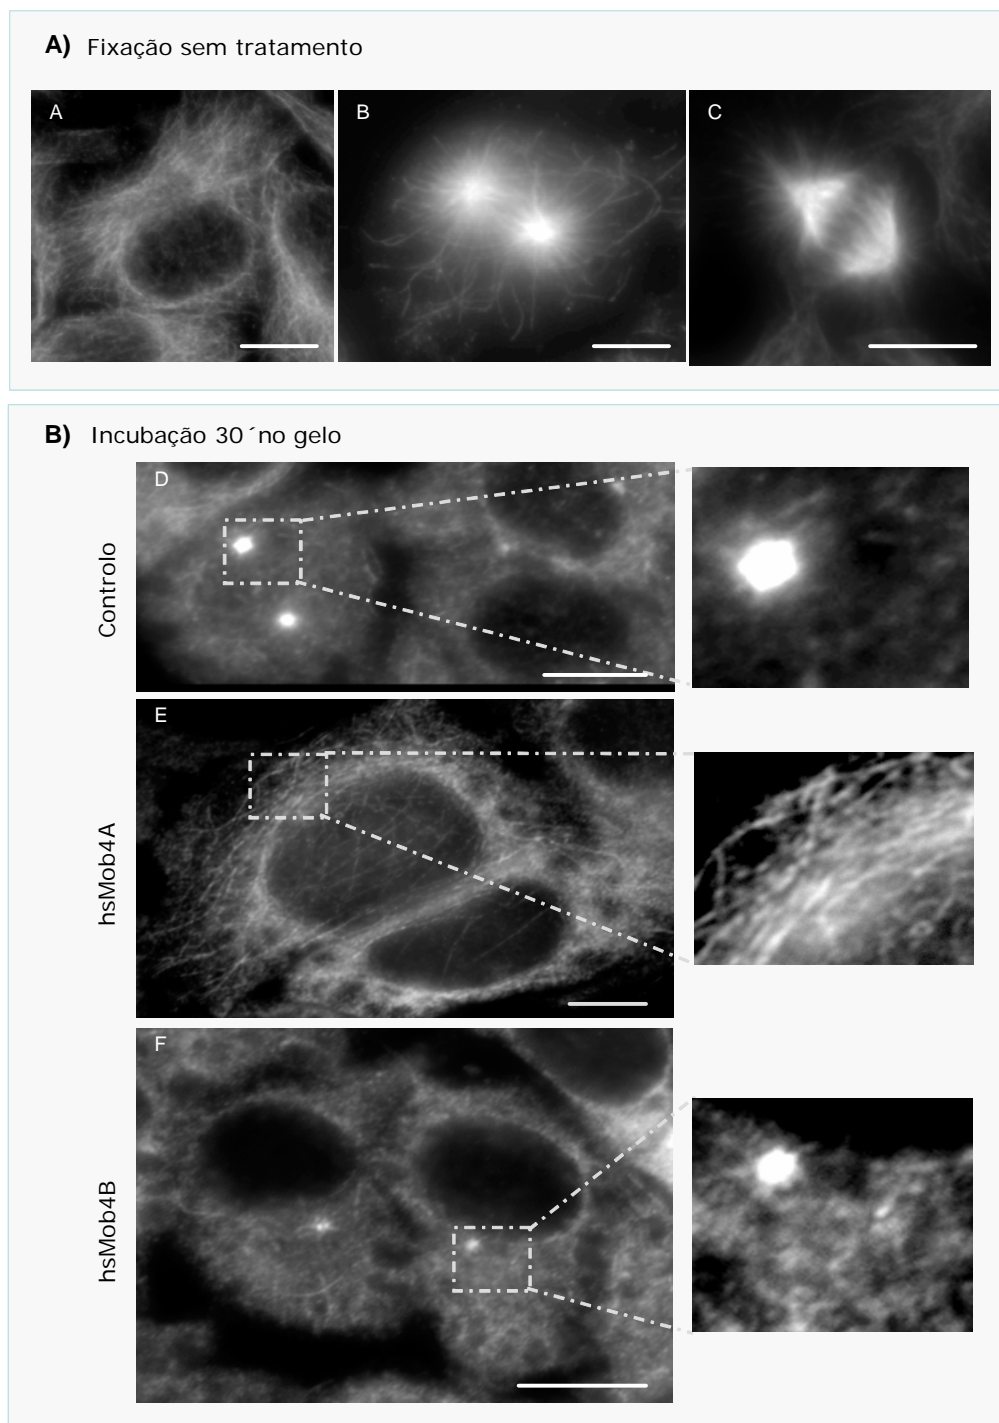 A) Fixação sem tratamento
A
B
C
B) Incubação 30´no gelo
Controlo
D
hsMob4A
E
hsMob4B
F